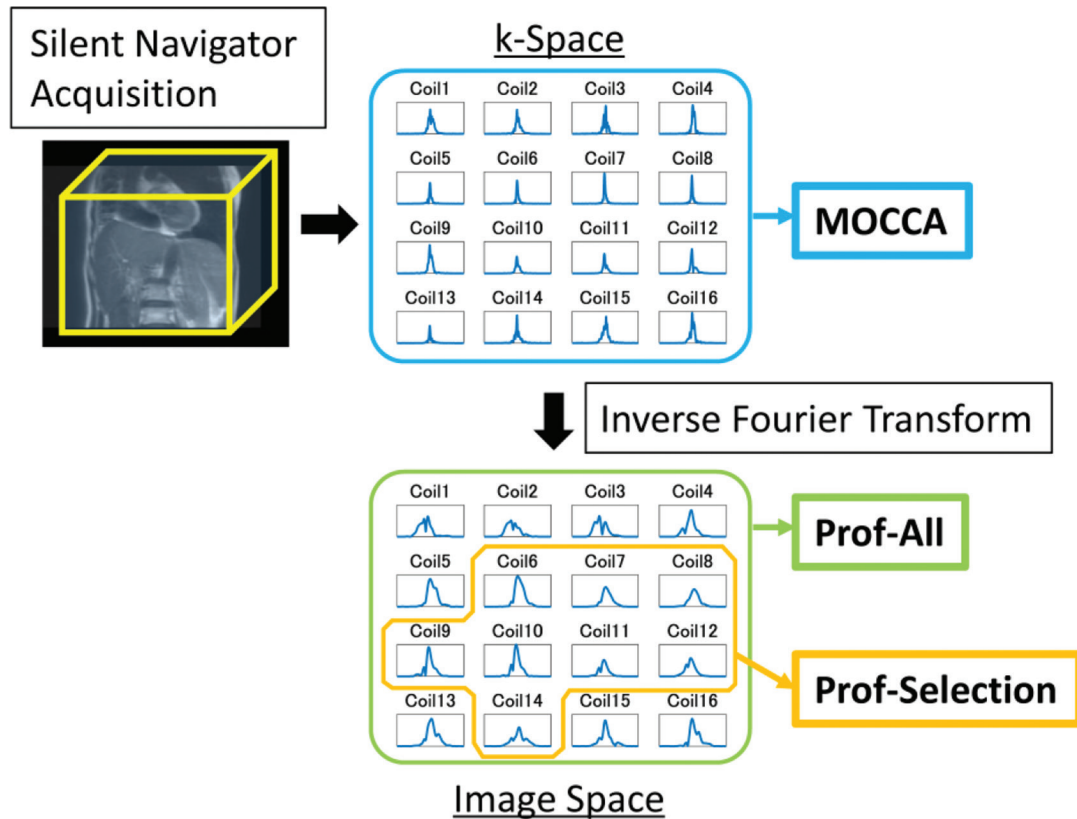 Silent Navigator
Acquisition
k-Space
Coil1 Coil2 Coil3 Coil4
Coil5 Coil6 Coil7 Coil8
Coil9 Coil10 Coil11 Coil12
Coil13 Coil14 Coil15 Coil16
MOCCA
Inverse Fourier Transform
Coil1 Coil2 Coil3 Coil4
Coil5 Coil6 Coil7 Coil8
Coil9 Coil10 Coil11 Coil12
Coil13 Coil14 Coil15 Coil16
Prof-All
Prof-Selection
Image Space